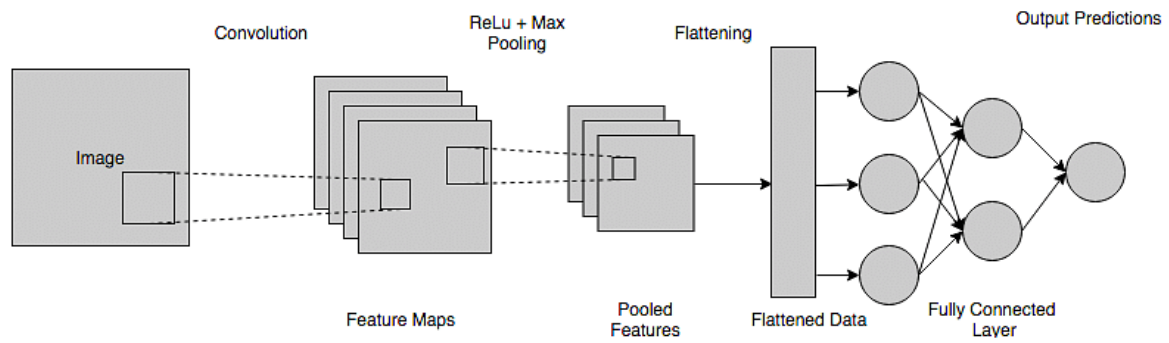 Convolution
ReLu + Max
Pooling
Flattening
Output Predictions
Image
Feature Maps
Pooled
Features
Flattened Data
Fully Connected
Layer